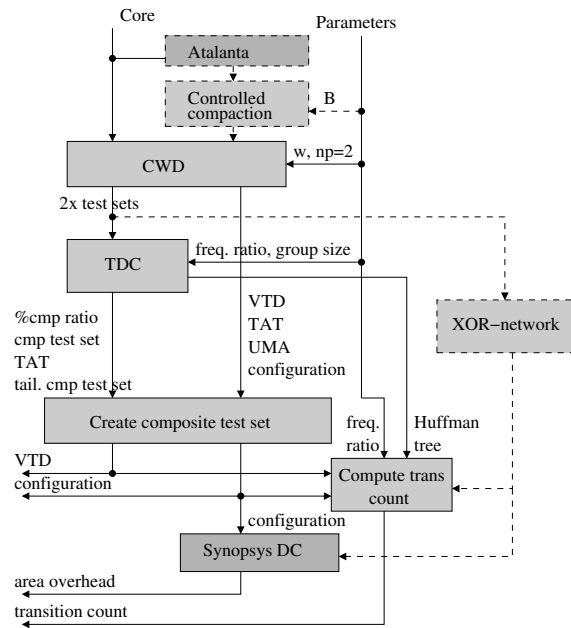 Core
Parameters
Atalanta
Controlled
compaction
B
CWD
w, np=2
2x test sets
freq. ratio, group size
TDC
%cmp ratio
cmp test set
TAT
tail. cmp test set
VTD
TAT
UMA
configuration
XOR−network
Create composite test set
freq.
ratio
Huffman
tree
VTD
configuration
Compute trans
count
configuration
Synopsys DC
area overhead
transition count